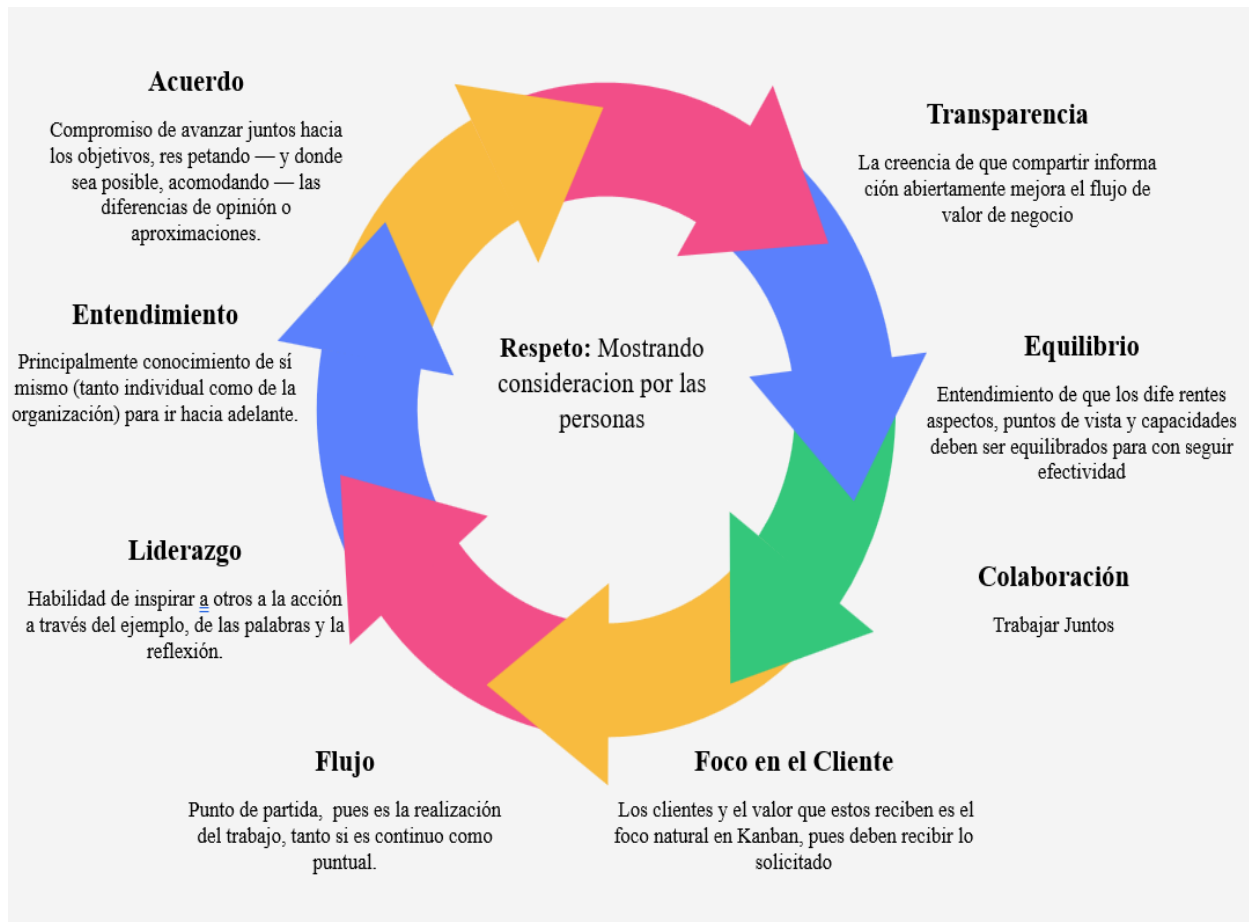 Acuerdo
Compromiso de avanzar juntos hacia
los objetivos, res petando — y donde
sea posible, acomodando — las
diferencias de opinión o
aproximaciones.
Transparencia
La creencia de que compartir informa
ción abiertamente mejora el flujo de
valor de negocio
Entendimiento
Principalmente conocimiento de sí
mismo (tanto individual como de la
organización) para ir hacia adelante.
Respeto: Mostrando
consideracion por las
personas
Equilibrio
Entendimiento de que los dife rentes
aspectos, puntos de vista y capacidades
deben ser equilibrados para con seguir
efectividad
Liderazgo
Habilidad de inspirar a otros a la acción
a través del ejemplo, de las palabras y la
reflexión.
Colaboración
Trabajar Juntos
Flujo
Punto de partida, pues es la realización
del trabajo, tanto si es continuo como
puntual.
Foco en el Cliente
Los clientes y el valor que estos reciben es el
foco natural en Kanban, pues deben recibir lo
solicitado